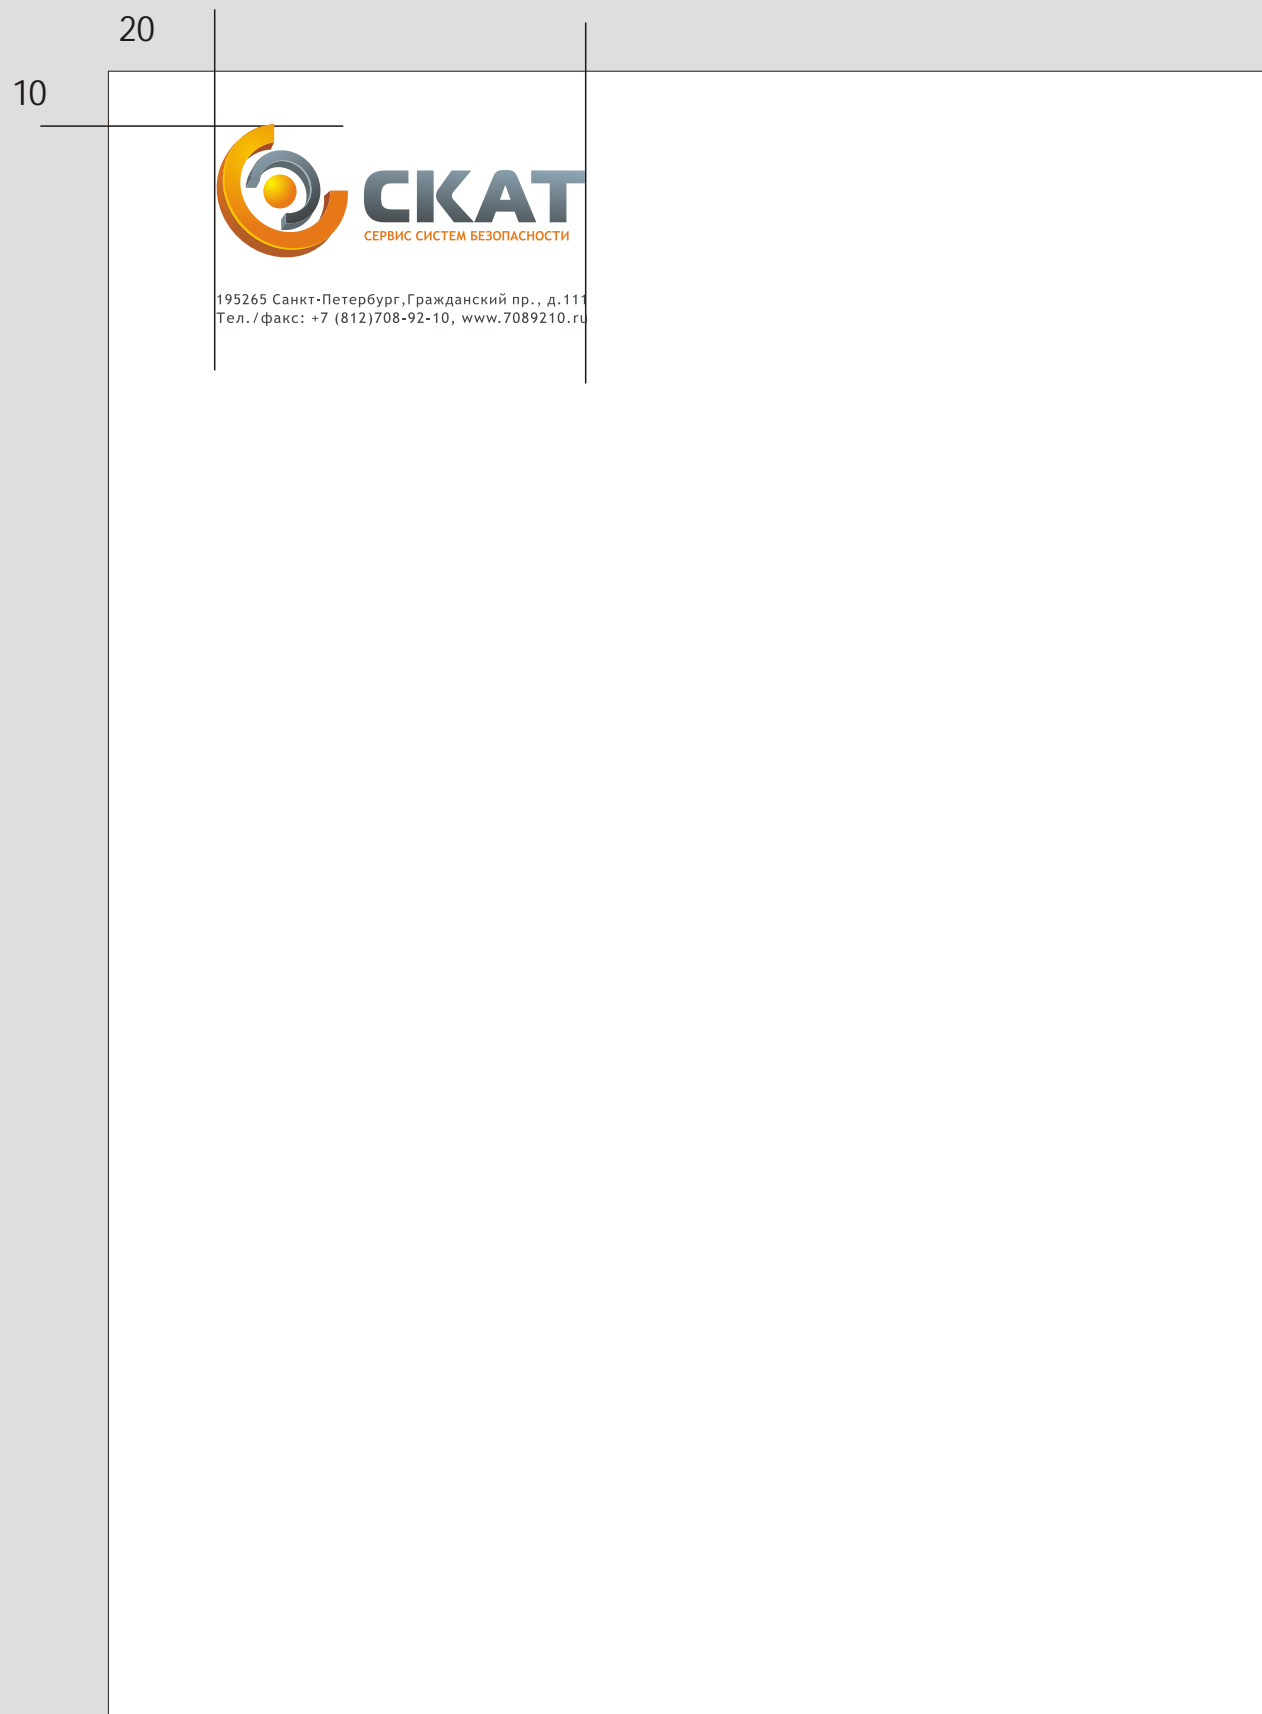 20
10
СКАТ
СЕРВИС СИСТЕМ БЕЗОПАСНОСТИ
195265 Санкт-Петербург,Гражданский пр., д.111
Тел./факс: +7 (812)708-92-10, www.7089210.ru